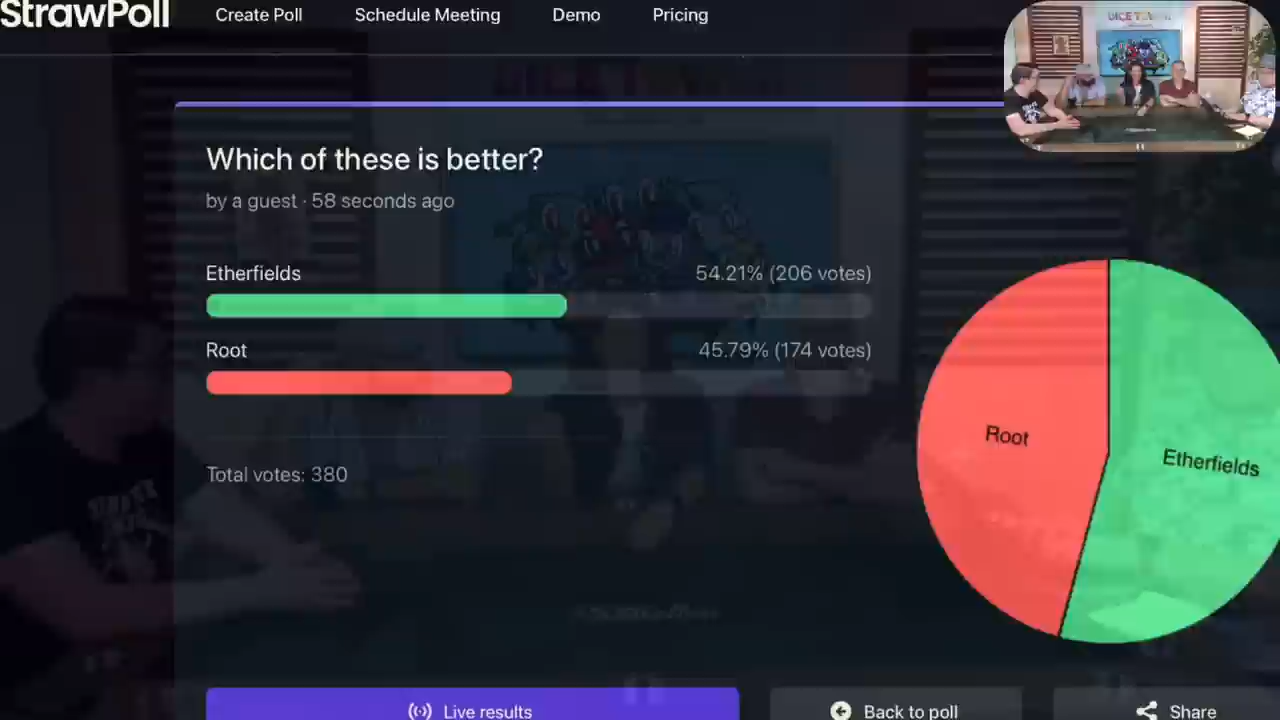 StrawPoll
Create Poll
Schedule Meeting
Demo
Pricing
Which of these is better?
by a guest · 58 seconds ago
Etherfields
54.21% (206 votes)
Root
45.79% (174 votes)
Total votes: 380
Root
Etherfields
Live results
Back to poll
Share